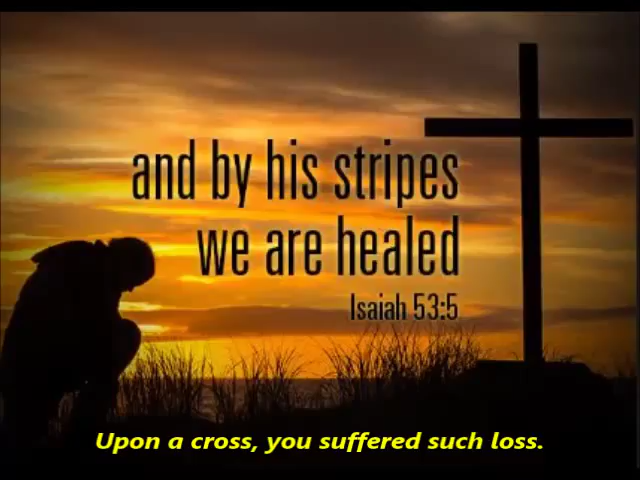 and by his stripes
we are healed
Isaiah 53:5
Upon a cross, you suffered such loss.